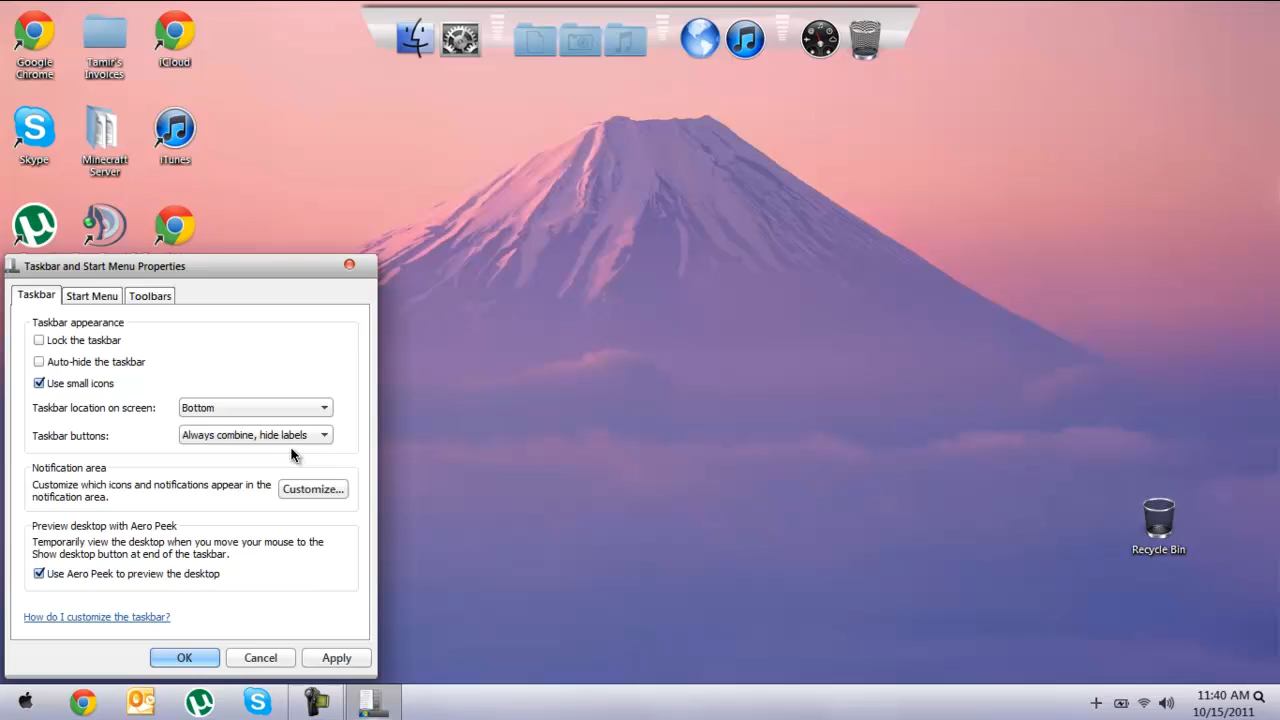 Google
Chrome
Tamir's
Invoices
iCloud
Skype
Minecraft
Server
iTunes
Taskbar and Start Menu Properties
Taskbar
Start Menu
Toolbars
Taskbar appearance
Lock the taskbar
Auto-hide the taskbar
Use small icons
Taskbar location on screen:
Bottom
Taskbar buttons:
Always combine, hide labels
Notification area
Customize which icons and notifications appear in the
notification area.
Customize...
Preview desktop with Aero Peek
Temporarily view the desktop when you move your mouse to the
Show desktop button at end of the taskbar.
Use Aero Peek to preview the desktop
How do I customize the taskbar?
OK
Cancel
Apply
Recycle Bin
11:40 AM
10/15/2011